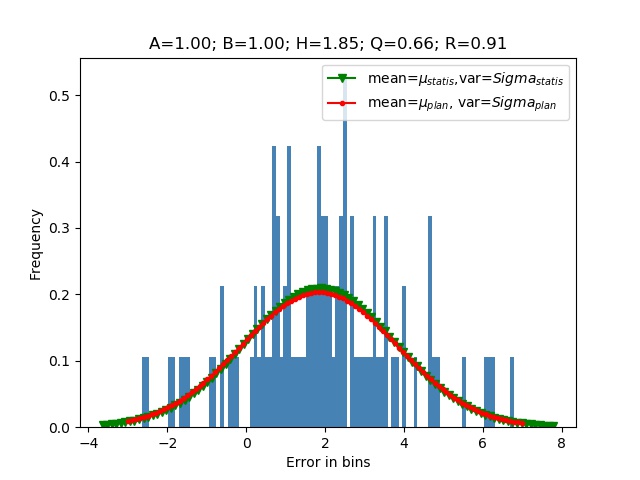 A=1.00; B=1.00; H=1.85; Q=0.66; R=0.91
mean=μstatis,var=Sigmastatis
mean=μplan, var=Sigmaplan
Frequency
0.5
0.4
0.3
0.2
0.1
0.0
−4
−2
0
2
4
6
8
Error in bins